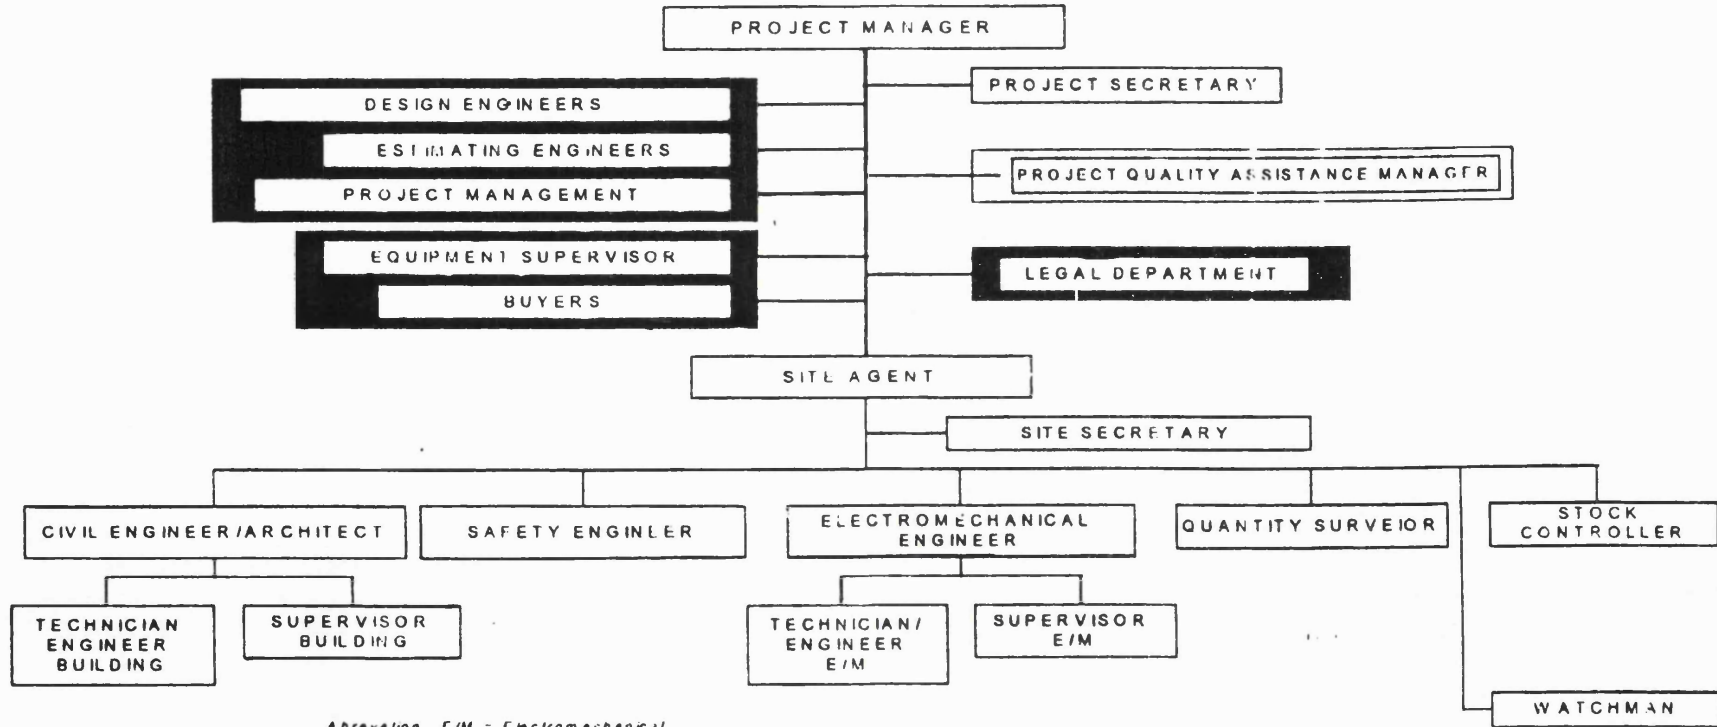 PROJECT MANAGER
DESIGN ENGINEERS
PROJECT SECRETARY
ESTIMATING ENGINEERS
PROJECT QUALITY ASSISTANCE MANAGER
PROJECT MANAGEMENT
EQUIPMENT SUPERVISOR
LEGAL DEPARTMENT
BUYERS
SITE AGENT
SITE SECRETARY
CIVIL ENGINEER/ARCHITECT
SAFETY ENGINEER
ELECTROMECHANICAL
ENGINEER
QUANTITY SURVEIOR
STOCK
CONTROLLER
TECHNICIAN
ENGINEER
BUILDING
SUPERVISOR
BUILDING
TECHNICIAN/
ENGINEER
E/M
SUPERVISOR
E/M
WATCHMAN
E/M = Electromechanical